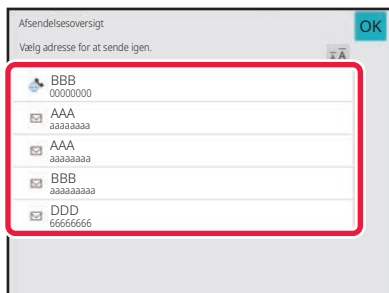 Afsendelsesoversigt
OK
Vælg adresse for at sende igen.
BBB
00000000
AAA
aaaaaaaa
AAA
aaaaaaaa
BBB
aaaaaaaaa
DDD
66666666